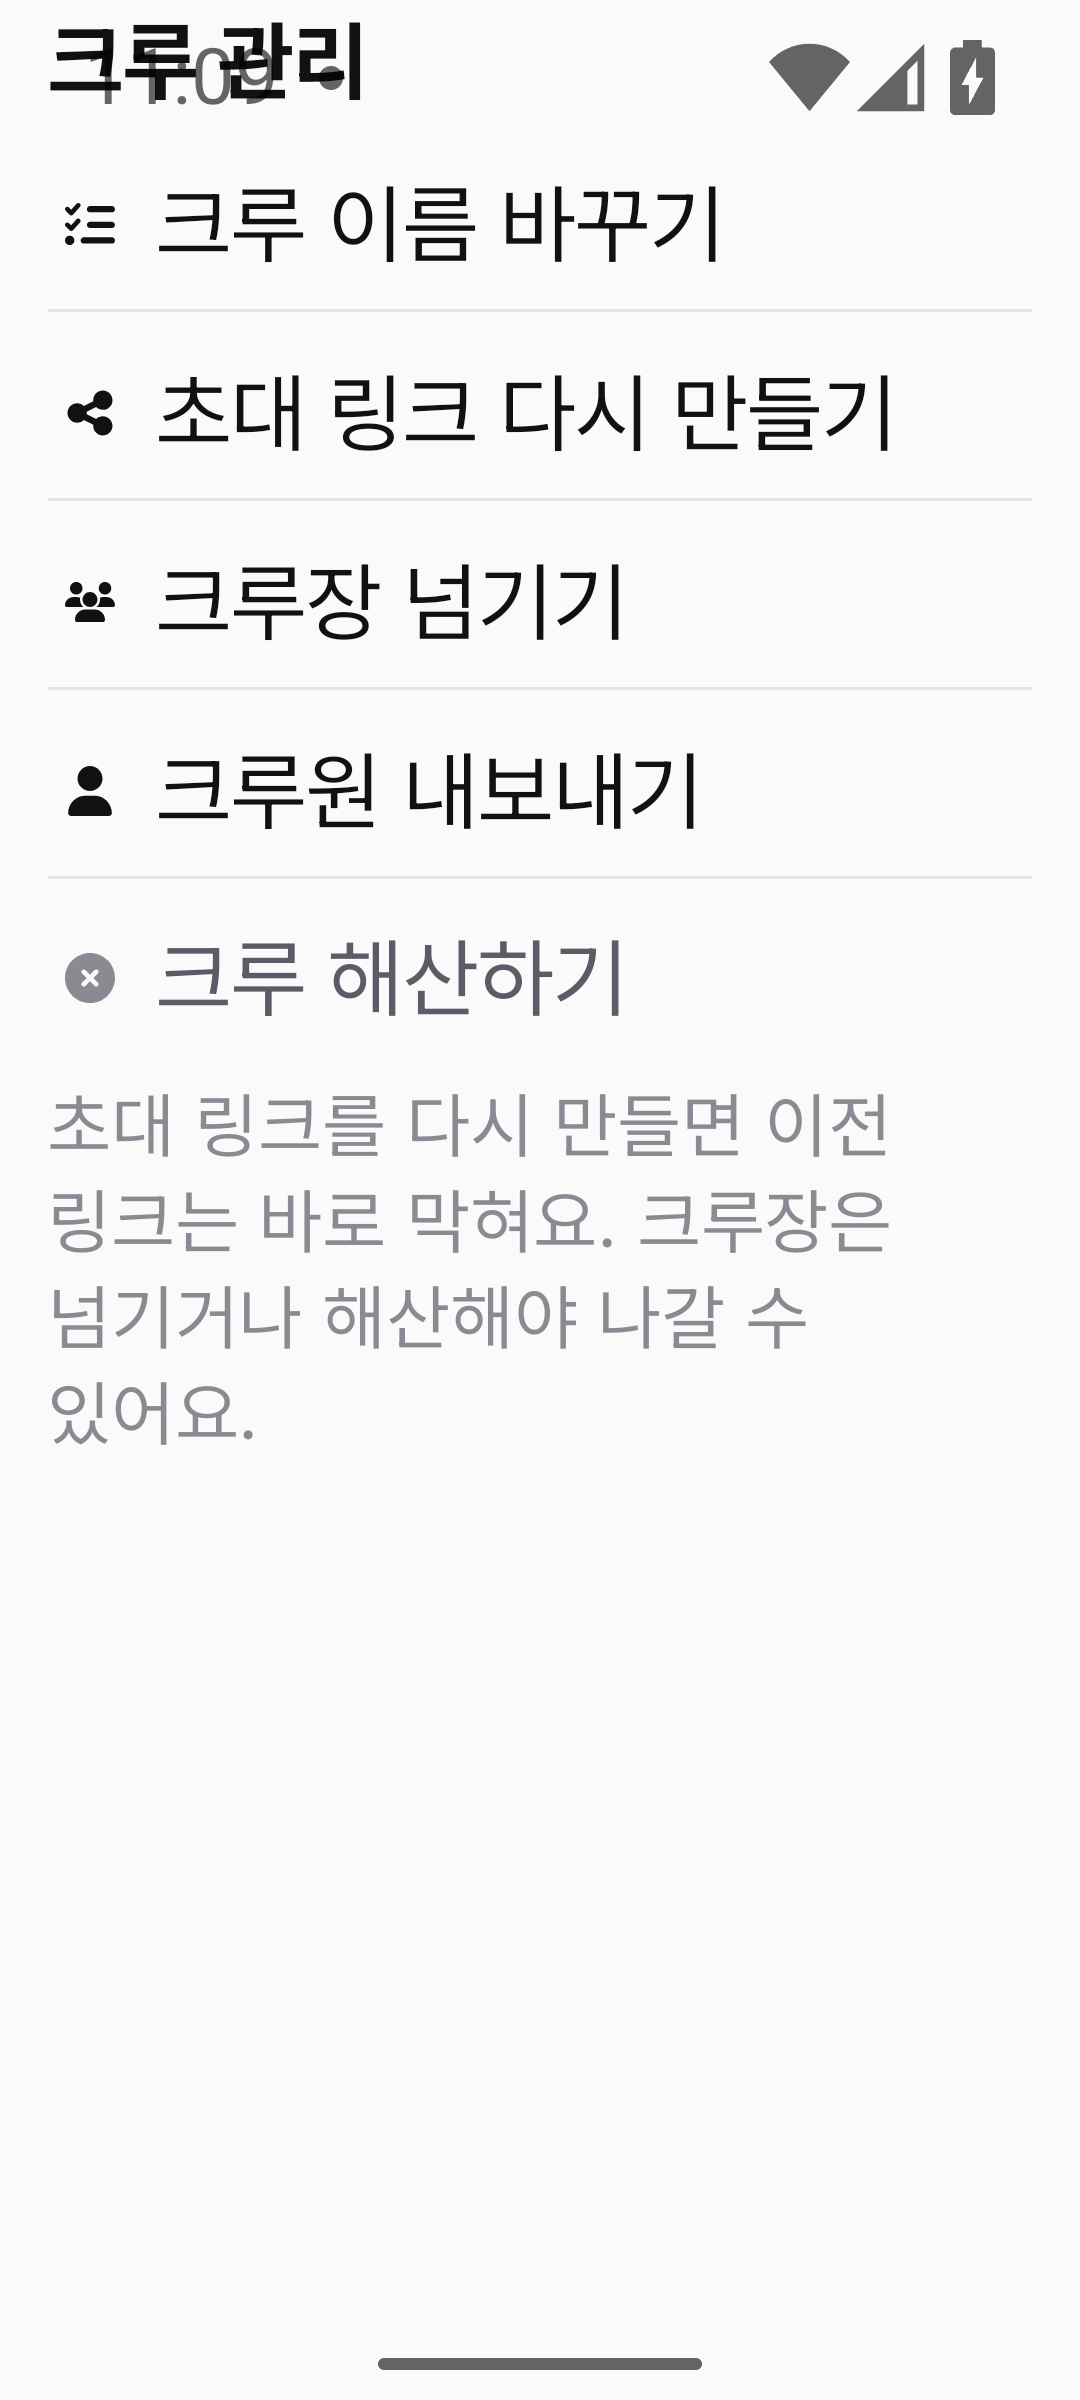 크루 관리
11:09
크루 이름 바꾸기
초대 링크 다시 만들기
크루장 넘기기
크루원 내보내기
크루 해산하기
초대 링크를 다시 만들면 이전
링크는 바로 막혀요. 크루장은
넘기거나 해산해야 나갈 수
있어요.